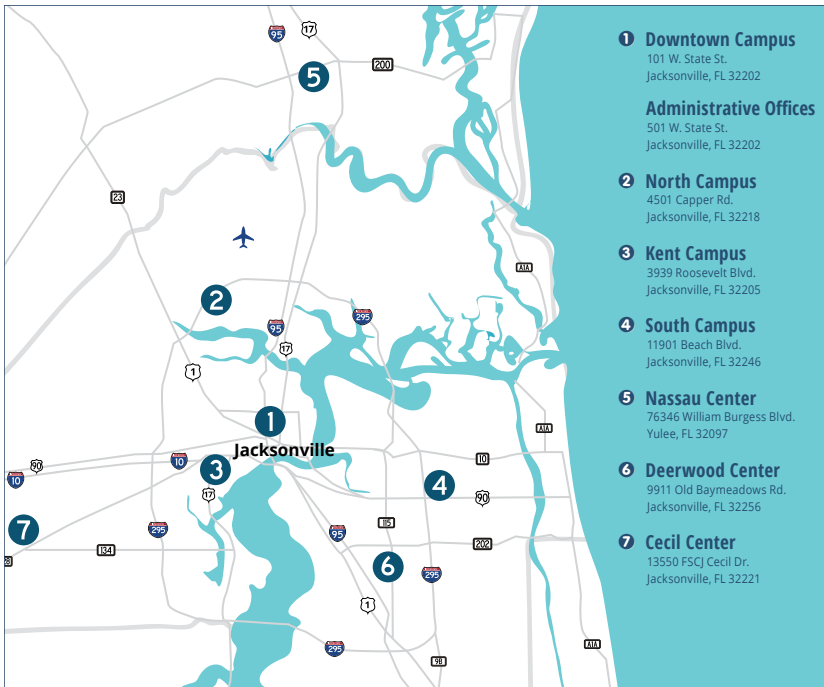 95
17
5
200
23
A1A
2
295
95
17
1
1
Jacksonville
A1A
10
90
10
10
3
17
4
90
7
295
115
95
202
134
6
295
1
295
9B
A1A
1 Downtown Campus
101 W. State St.
Jacksonville, FL 32202
Administrative Offices
501 W. State St.
Jacksonville, FL 32202
2 North Campus
4501 Capper Rd.
Jacksonville, FL 32218
3 Kent Campus
3939 Roosevelt Blvd.
Jacksonville, FL 32205
4 South Campus
11901 Beach Blvd.
Jacksonville, FL 32246
5 Nassau Center
76346 William Burgess Blvd.
Yulee, FL 32097
6 Deerwood Center
9911 Old Baymeadows Rd.
Jacksonville, FL 32256
7 Cecil Center
13550 FSCJ Cecil Dr.
Jacksonville, FL 32221